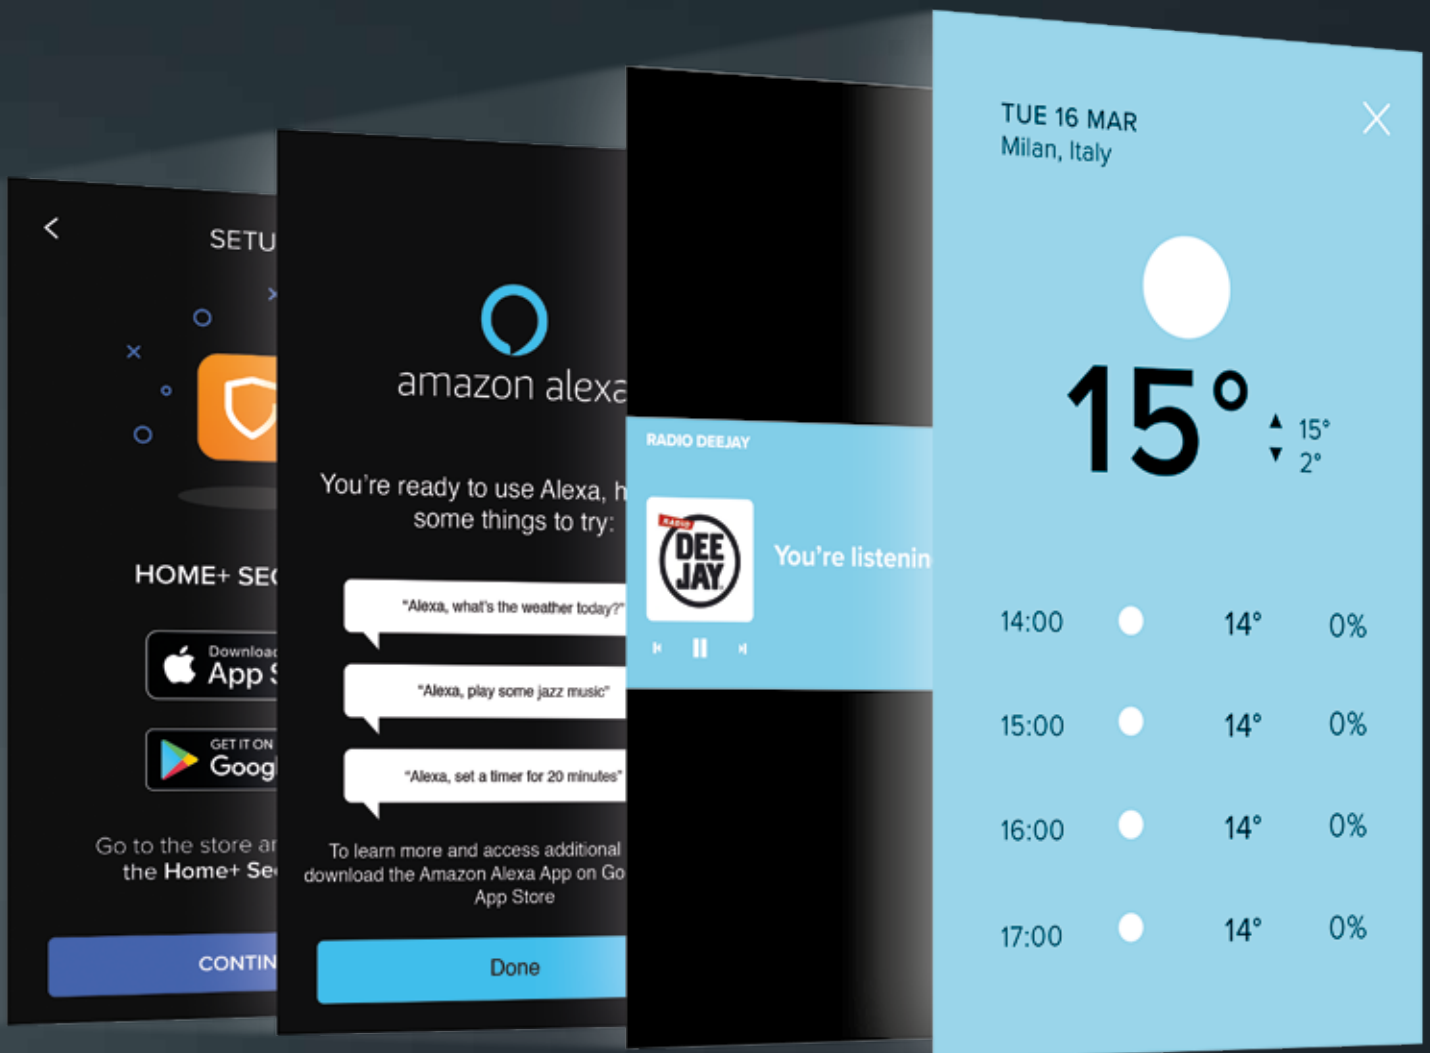 SETU
HOME+ SEC
Download
App S
GET IT ON
Googl
Go to the store an
the Home+ Sec
CONTIN
amazon alexa
You're ready to use Alexa, h
some things to try:
"Alexa, what's the weather today?"
"Alexa, play some jazz music"
"Alexa, set a timer for 20 minutes"
To learn more and access additional
download the Amazon Alexa App on Go
App Store
Done
RADIO DEEJAY
RADIO
DEE
JAY
You're listenin
TUE 16 MAR
Milan, Italy
15°
15°
2°
14:00 14° 0%
15:00 14° 0%
16:00 14° 0%
17:00 14° 0%